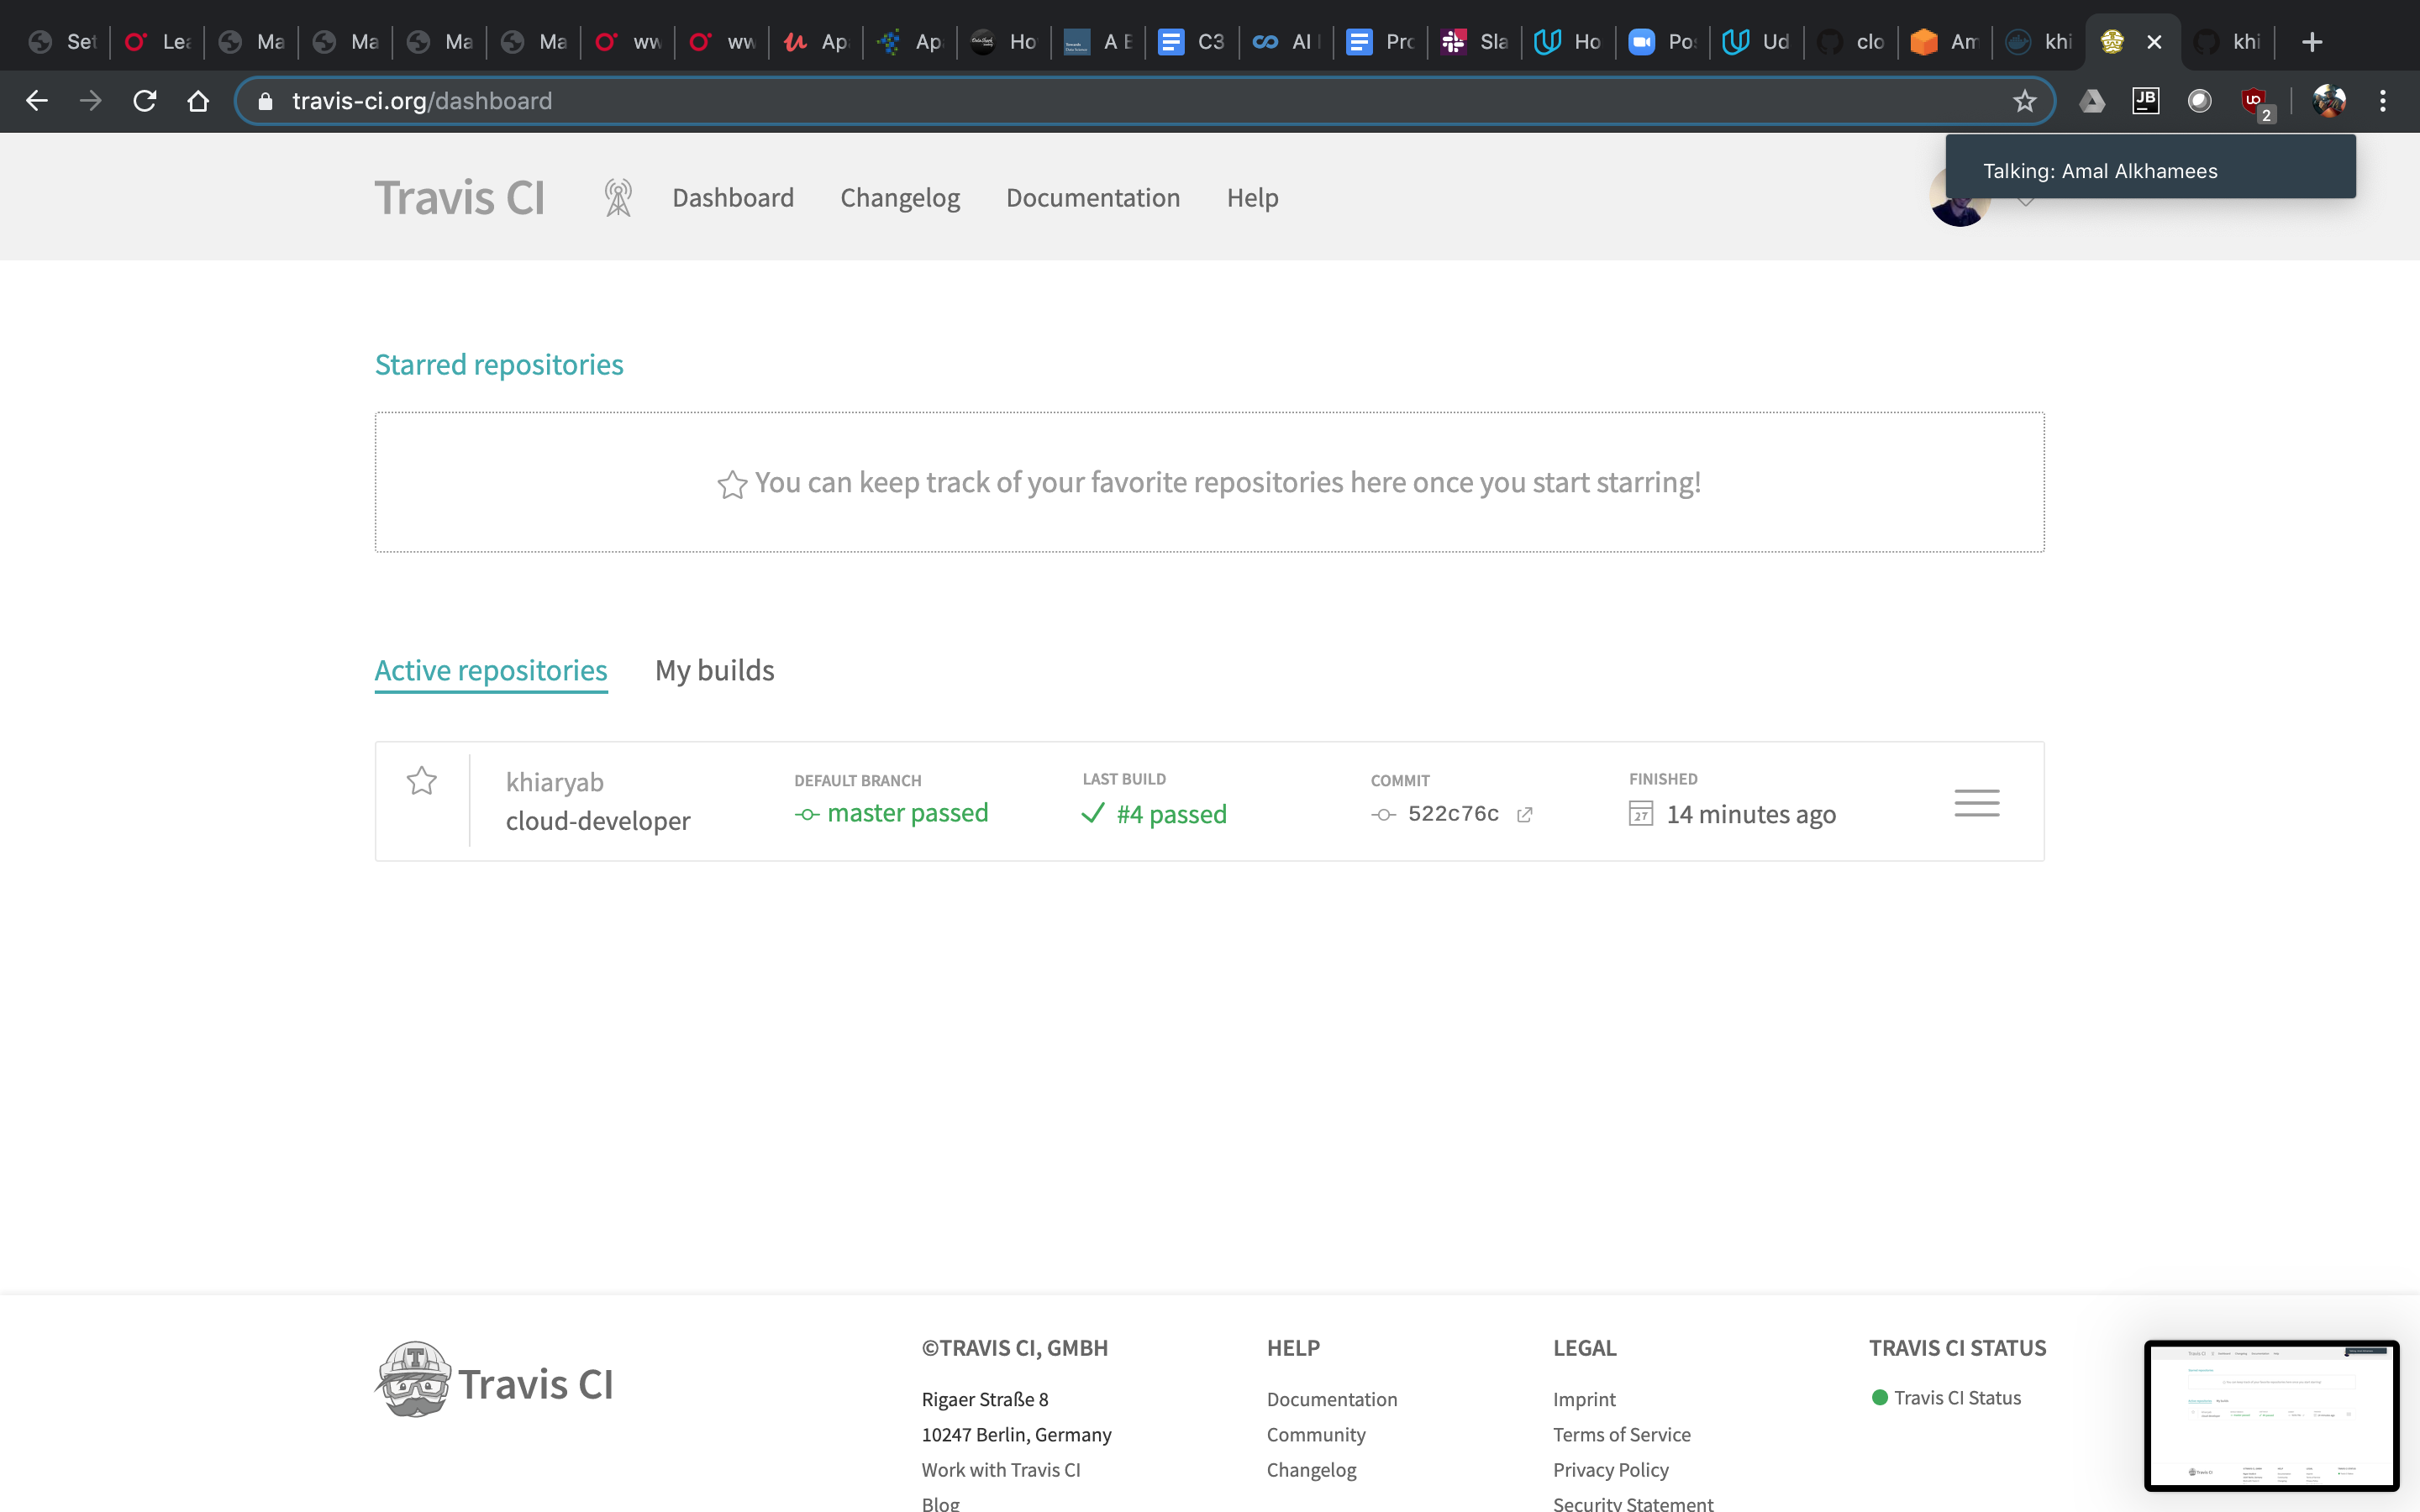 Set Lea Ma Ma Ma Ma ww ww Ap Ap Ho A B C3 AI Pro Sla Ho Pos Ud clo Am khi khi
travis-ci.org/dashboard
JB
2
Talking: Amal Alkhamees
Travis CI Dashboard Changelog Documentation Help
Starred repositories
You can keep track of your favorite repositories here once you start starring!
Active repositories My builds
khiaryab
cloud-developer
DEFAULT BRANCH
master passed
LAST BUILD
#4 passed
COMMIT
522c76c
FINISHED
27 14 minutes ago
Travis CI
©TRAVIS CI, GMBH
Rigaer Straße 8
10247 Berlin, Germany
Work with Travis CI
Blog
HELP
Documentation
Community
Changelog
LEGAL
Imprint
Terms of Service
Privacy Policy
Security Statement
TRAVIS CI STATUS
Travis CI Status